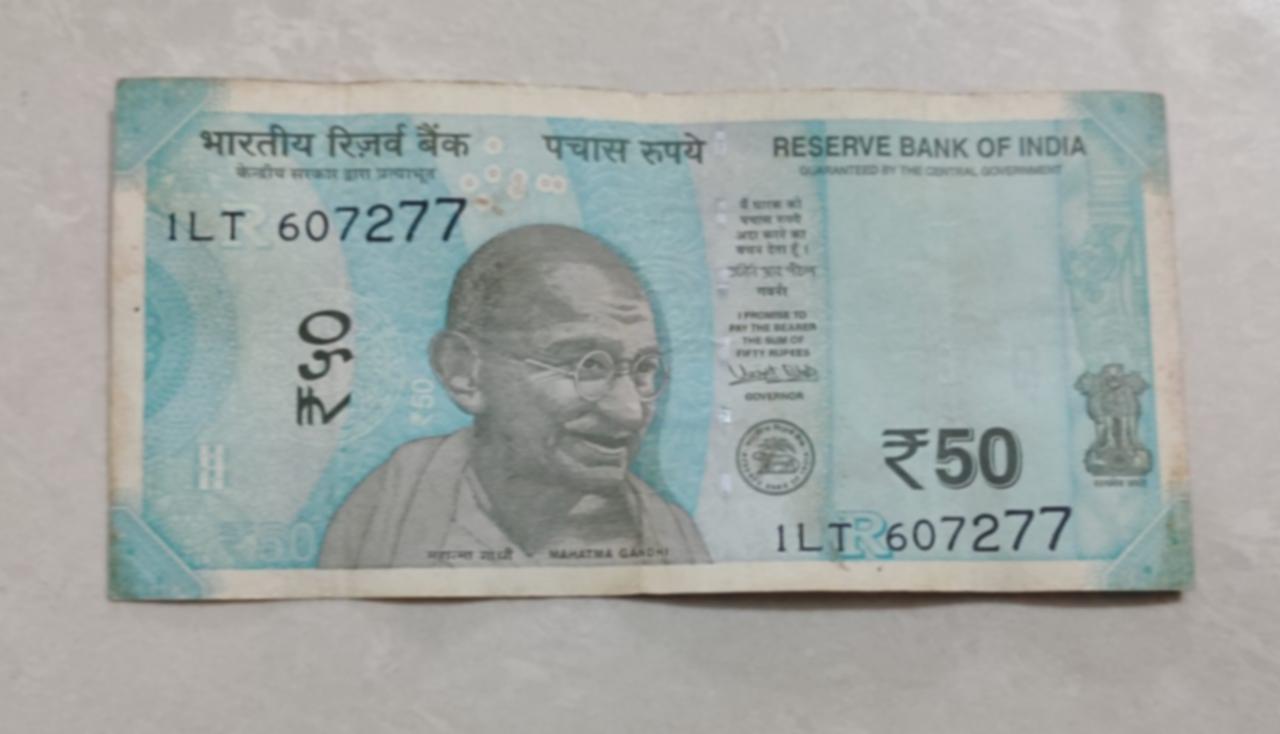 भारतीय रिज़र्व बैंक
पचास रुपये
RESERVE BANK OF INDIA
केन्द्रीय सरकार द्वारा प्रत्याभूत
GUARANTEED BY THE CENTRAL GOVERNMENT
1LT 607277
₹५०
₹50
मैं धारक को
पचास रुपये
अदा करने का
वचन देता हूँ।
गवर्नर
I PROMISE TO
PAY THE BEARER
THE SUM OF
FIFTY RUPEES
GOVERNOR
₹50
सत्यमेव जयते
1LT 607277
R
₹50
महात्मा गांधी
MAHATMA GANDHI